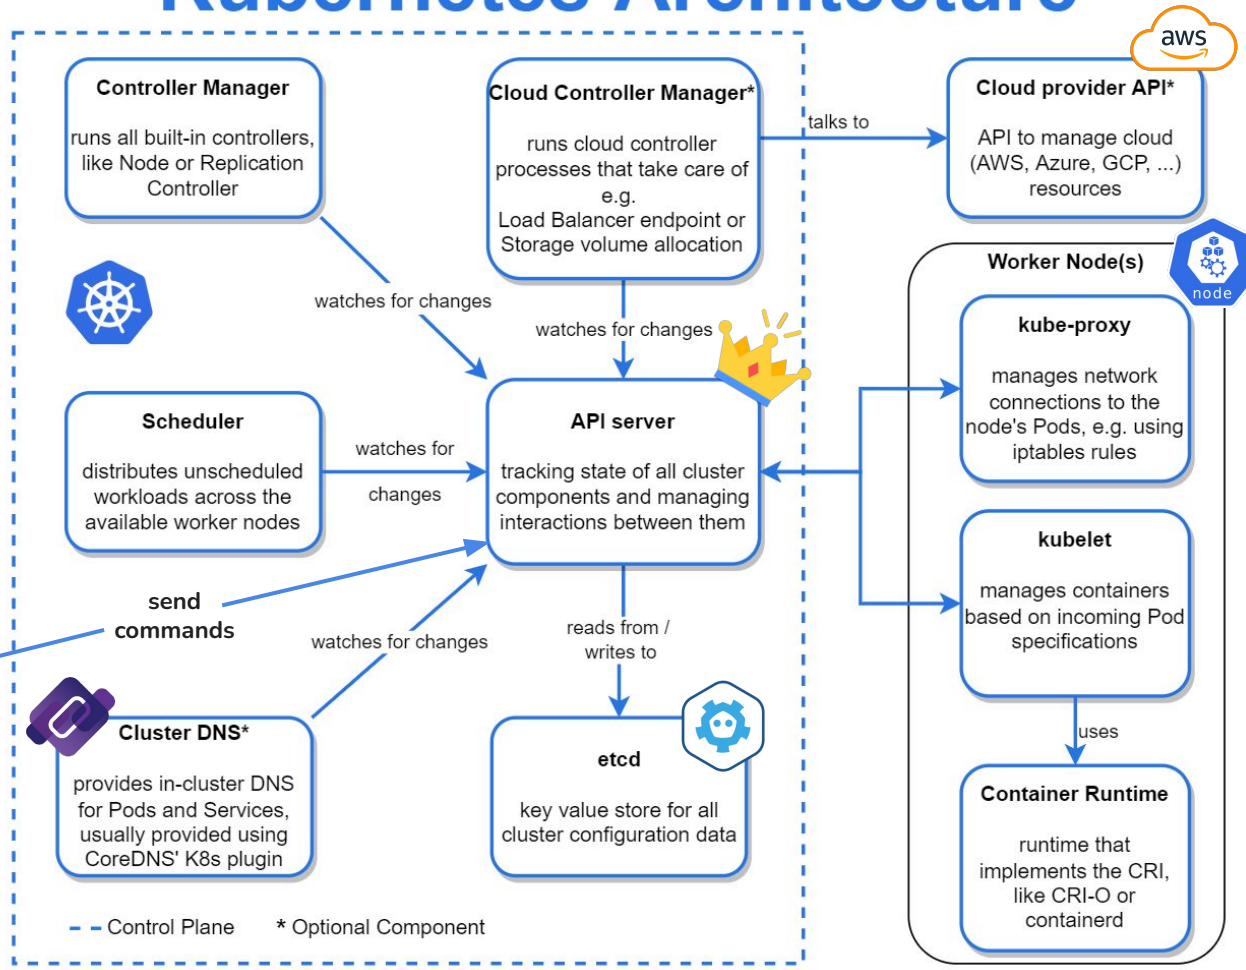 Kubernetes Architecture
aws
Controller Manager
runs all built-in controllers,
like Node or Replication
Controller
Cloud Controller Manager*
runs cloud controller
processes that take care of
e.g.
Load Balancer endpoint or
Storage volume allocation
talks to
Cloud provider API*
API to manage cloud
(AWS, Azure, GCP, ...)
resources
watches for changes
watches for changes
Worker Node(s)
node
kube-proxy
manages network
connections to the
node's Pods, e.g. using
iptables rules
Scheduler
distributes unscheduled
workloads across the
available worker nodes
watches for
changes
API server
tracking state of all cluster
components and managing
interactions between them
kubelet
manages containers
based on incoming Pod
specifications
send
commands
watches for changes
reads from /
writes to
uses
Cluster DNS*
provides in-cluster DNS
for Pods and Services,
usually provided using
CoreDNS' K8s plugin
etcd
key value store for all
cluster configuration data
Container Runtime
runtime that
implements the CRI,
like CRI-O or
containerd
Control Plane
* Optional Component